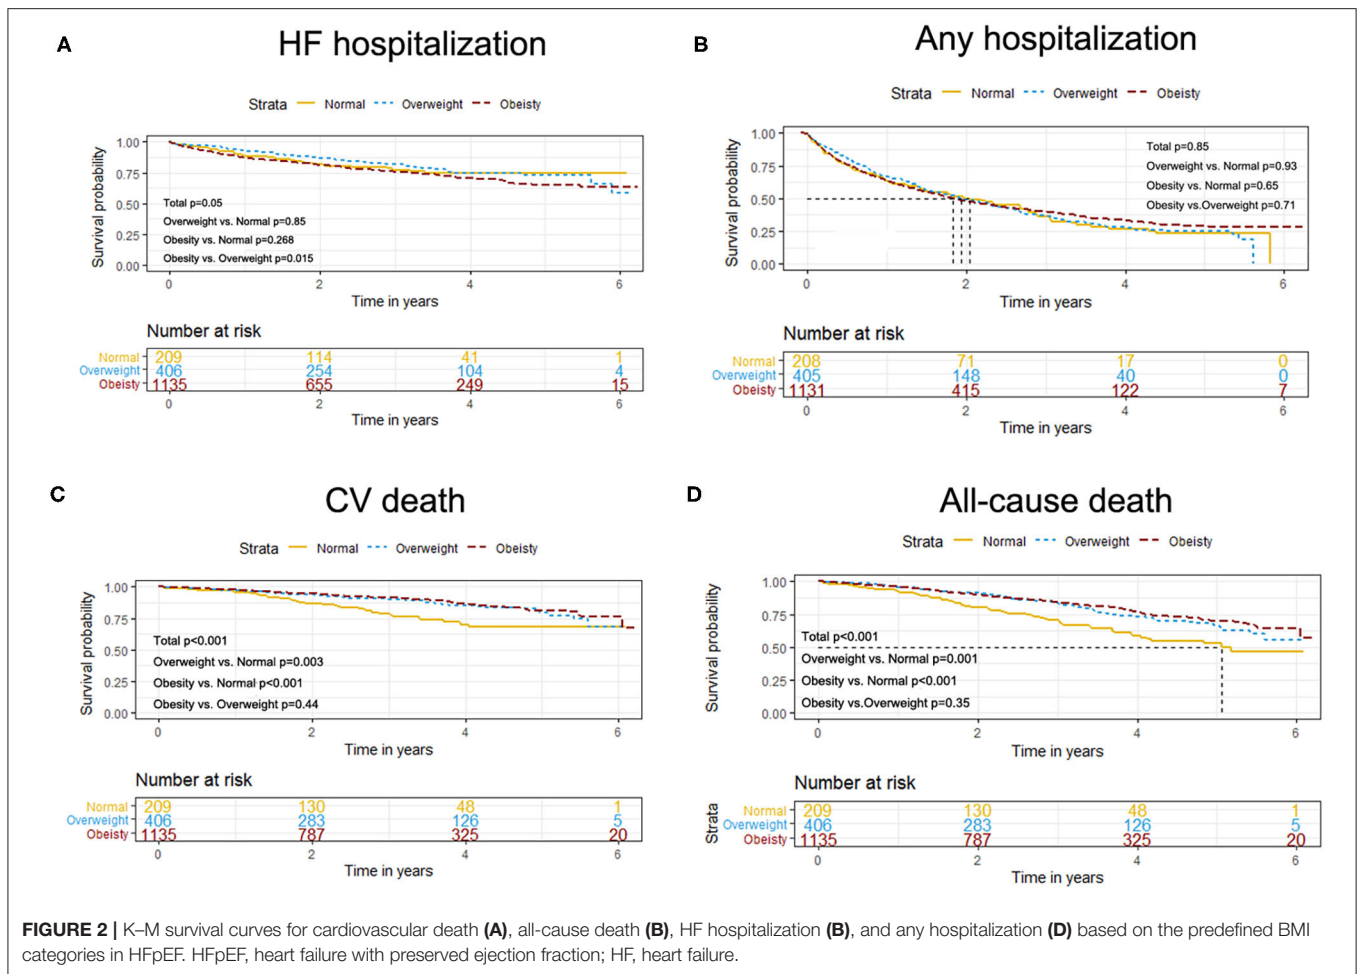 A
HF hospitalization
Strata Normal Overweight Obeisty
Survival probability
1.00
0.75
0.50
0.25
0.00
Total p=0.05
Overweight vs. Normal p=0.85
Obesity vs. Normal p=0.268
Obesity vs. Overweight p=0.015
0 2 4 6
Time in years
Number at risk
Normal 209 114 41 1
Overweight 406 254 104 4
Obeisty 1135 655 249 15
0 2 4 6
Time in years
B
Any hospitalization
Strata Normal Overweight Obeisty
Survival probability
1.00
0.75
0.50
0.25
0.00
Total p=0.85
Overweight vs. Normal p=0.93
Obesity vs. Normal p=0.65
Obesity vs.Overweight p=0.71
0 2 4 6
Time in years
Number at risk
Normal 208 71 17 0
Overweight 405 148 40 0
Obeisty 1131 415 122 7
0 2 4 6
Time in years
C
CV death
Strata Normal Overweight Obeisty
Survival probability
1.00
0.75
0.50
0.25
0.00
Total p<0.001
Overweight vs. Normal p=0.003
Obesity vs. Normal p<0.001
Obesity vs. Overweight p=0.44
0 2 4 6
Time in years
Number at risk
Normal 209 130 48 1
Overweight 406 283 126 5
Obeisty 1135 787 325 20
0 2 4 6
Time in years
D
All-cause death
Strata Normal Overweight Obeisty
Survival probability
1.00
0.75
0.50
0.25
0.00
Total p<0.001
Overweight vs. Normal p=0.001
Obesity vs. Normal p<0.001
Obesity vs.Overweight p=0.35
0 2 4 6
Time in years
Number at risk
Strata
Normal 209 130 48 1
Overweight 406 283 126 5
Obeisty 1135 787 325 20
0 2 4 6
Time in years
FIGURE 2 | K–M survival curves for cardiovascular death (A), all-cause death (B), HF hospitalization (B), and any hospitalization (D) based on the predefined BMI
categories in HFpEF. HFpEF, heart failure with preserved ejection fraction; HF, heart failure.